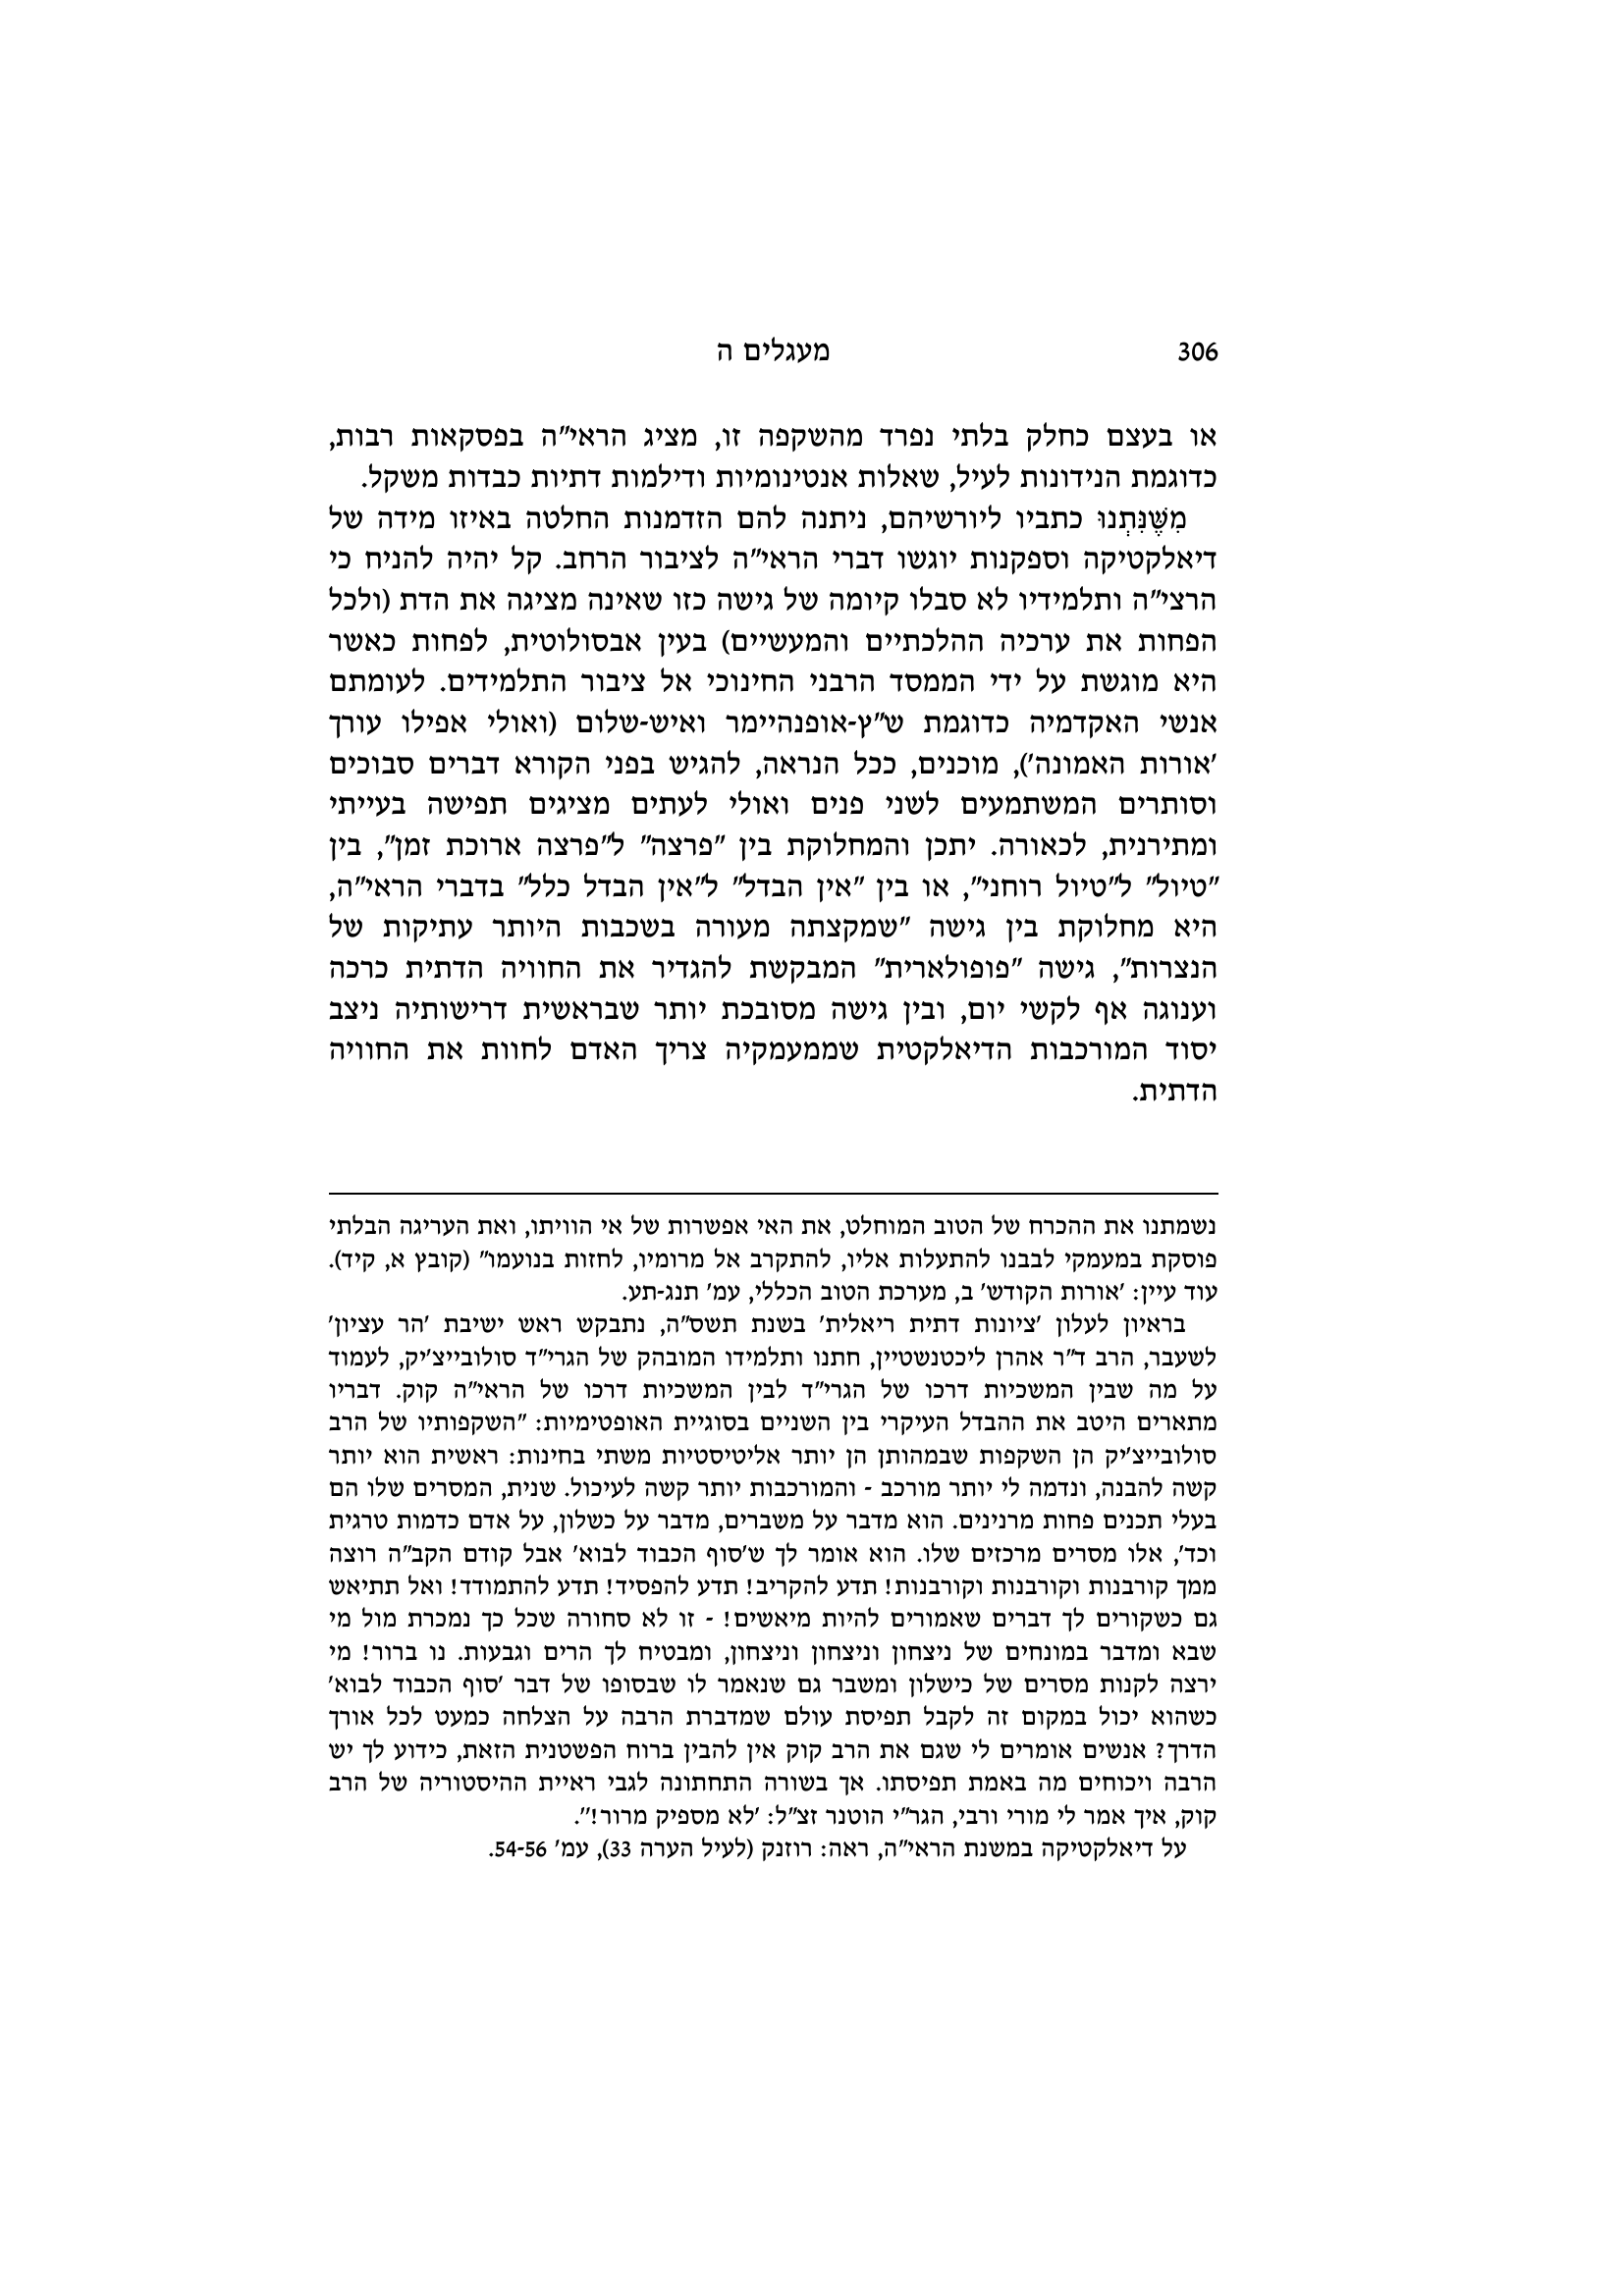 306 מעגלים ה
או בעצם כחלק בלתי נפרד מהשקפה זו, מציג הראי"ה בפסקאות רבות,
כדוגמת הנידונות לעיל, שאלות אנטינומיות ודילמות דתיות כבדות משקל.
מִשֶּׁנִּתְנוּ כתביו ליורשיהם, ניתנה להם הזדמנות החלטה באיזו מידה של
דיאלקטיקה וספקנות יוגשו דברי הראי"ה לציבור הרחב. קל יהיה להניח כי
הרצי"ה ותלמידיו לא סבלו קיומה של גישה כזו שאינה מציגה את הדת (ולכל
הפחות את ערכיה ההלכתיים והמעשיים) בעין אבסולוטית, לפחות כאשר
היא מוגשת על ידי הממסד הרבני החינוכי אל ציבור התלמידים. לעומתם
אנשי האקדמיה כדוגמת ש"ץ-אופנהיימר ואיש-שלום (ואולי אפילו עורך
'אורות האמונה'), מוכנים, ככל הנראה, להגיש בפני הקורא דברים סבוכים
וסותרים המשתמעים לשני פנים ואולי לעתים מציגים תפישה בעייתי
ומתירנית, לכאורה. יתכן והמחלוקת בין "פרצה" ל"פרצה ארוכת זמן", בין
"טיול" ל"טיול רוחני", או בין "אין הבדל" ל"אין הבדל כלל" בדברי הראי"ה,
היא מחלוקת בין גישה "שמקצתה מעורה בשכבות היותר עתיקות של
הנצרות", גישה "פופולארית" המבקשת להגדיר את החוויה הדתית כרכה
וענוגה אף לקשי יום, ובין גישה מסובכת יותר שבראשית דרישותיה ניצב
יסוד המורכבות הדיאלקטית שממעמקיה צריך האדם לחוות את החוויה
הדתית.
נשמתנו את ההכרח של הטוב המוחלט, את האי אפשרות של אי הוויתו, ואת העריגה הבלתי
פוסקת במעמקי לבבנו להתעלות אליו, להתקרב אל מרומיו, לחזות בנועמו" (קובץ א, קיד).
עוד עיין: 'אורות הקודש' ב, מערכת הטוב הכללי, עמ' תנג-תע.
בראיון לעלון 'ציונות דתית ריאלית' בשנת תשס"ה, נתבקש ראש ישיבת 'הר עציון'
לשעבר, הרב ד"ר אהרן ליכטנשטיין, חתנו ותלמידו המובהק של הגרי"ד סולובייצ'יק, לעמוד
על מה שבין המשכיות דרכו של הגרי"ד לבין המשכיות דרכו של הראי"ה קוק. דבריו
מתארים היטב את ההבדל העיקרי בין השניים בסוגיית האופטימיות: "השקפותיו של הרב
סולובייצ'יק הן השקפות שבמהותן הן יותר אליטיסטיות משתי בחינות: ראשית הוא יותר
קשה להבנה, ונדמה לי יותר מורכב - והמורכבות יותר קשה לעיכול. שנית, המסרים שלו הם
בעלי תכנים פחות מרנינים. הוא מדבר על משברים, מדבר על כשלון, על אדם כדמות טרגית
וכד', אלו מסרים מרכזים שלו. הוא אומר לך ש'סוף הכבוד לבוא' אבל קודם הקב"ה רוצה
ממך קורבנות וקורבנות וקורבנות! תדע להקריב! תדע להפסיד! תדע להתמודד! ואל תתיאש
גם כשקורים לך דברים שאמורים להיות מיאשים! - זו לא סחורה שכל כך נמכרת מול מי
שבא ומדבר במונחים של ניצחון וניצחון וניצחון, ומבטיח לך הרים וגבעות. נו ברור! מי
ירצה לקנות מסרים של כישלון ומשבר גם שנאמר לו שבסופו של דבר 'סוף הכבוד לבוא'
כשהוא יכול במקום זה לקבל תפיסת עולם שמדברת הרבה על הצלחה כמעט לכל אורך
הדרך? אנשים אומרים לי שגם את הרב קוק אין להבין ברוח הפשטנית הזאת, כידוע לך יש
הרבה ויכוחים מה באמת תפיסתו. אך בשורה התחתונה לגבי ראיית ההיסטוריה של הרב
קוק, איך אמר לי מורי ורבי, הגר"י הוטנר זצ"ל: 'לא מספיק מרור!'".
על דיאלקטיקה במשנת הראי"ה, ראה: רוזנק (לעיל הערה 33), עמ' 54-56.